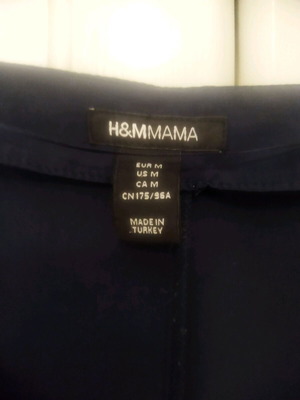 H&MMAMA
EUR M
US M
CA M
CN175/96A
MADE IN
TURKEY